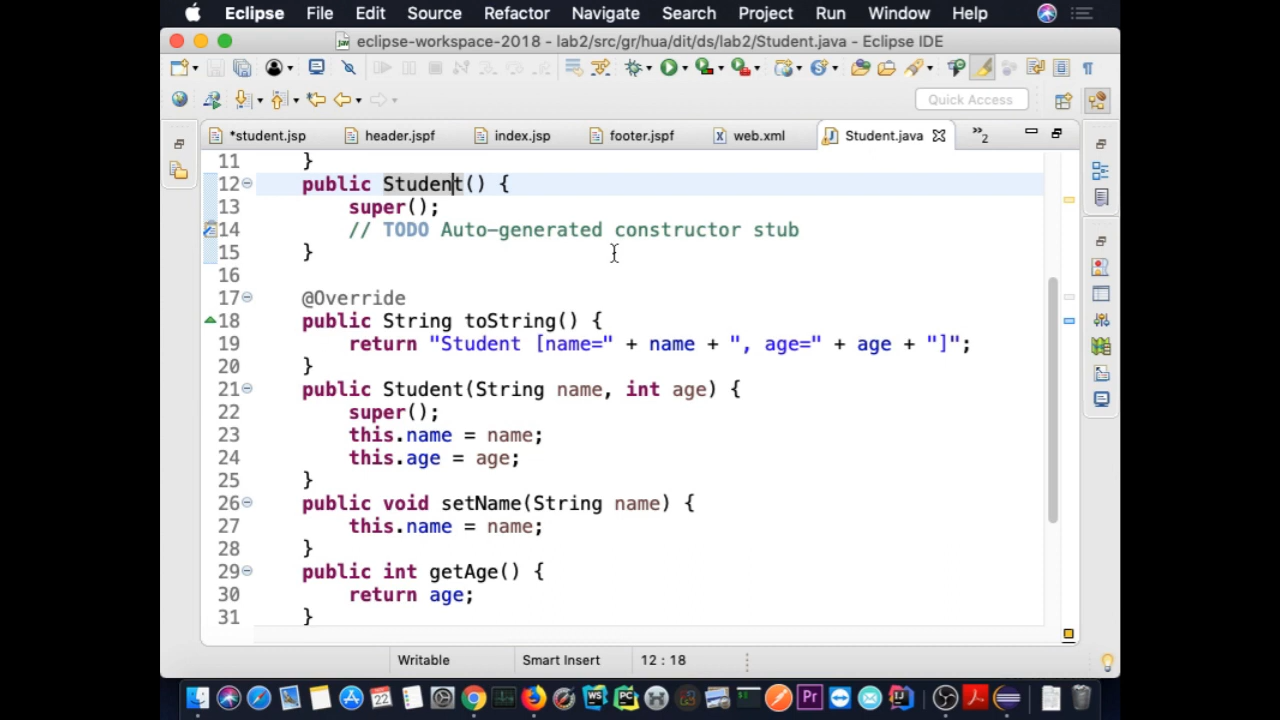 Eclipse File Edit Source Refactor Navigate Search Project Run Window Help
eclipse-workspace-2018 - lab2/src/gr/hua/dit/ds/lab2/Student.java - Eclipse IDE
Quick Access
*student.jsp header.jspf index.jsp footer.jspf web.xml Student.java »2
11 }
12 public Student() {
13 super();
14 // TODO Auto-generated constructor stub
15 }
16
17 @Override
18 public String toString() {
19 return "Student [name=" + name + ", age=" + age + "]";
20 }
21 public Student(String name, int age) {
22 super();
23 this.name = name;
24 this.age = age;
25 }
26 public void setName(String name) {
27 this.name = name;
28 }
29 public int getAge() {
30 return age;
31 }
Writable Smart Insert 12 : 18
22 WS PC Pr